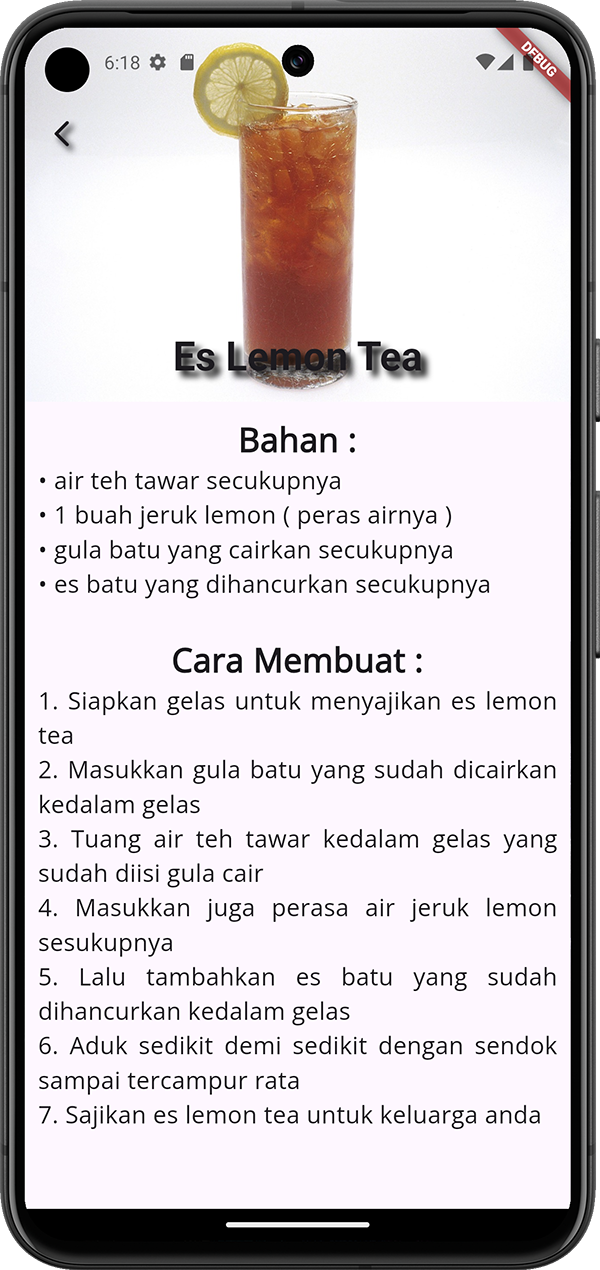 6:18
DEBUG
Es Lemon Tea
Bahan :
• air teh tawar secukupnya
• 1 buah jeruk lemon ( peras airnya )
• gula batu yang cairkan secukupnya
• es batu yang dihancurkan secukupnya
Cara Membuat :
1. Siapkan gelas untuk menyajikan es lemon
tea
2. Masukkan gula batu yang sudah dicairkan
kedalam gelas
3. Tuang air teh tawar kedalam gelas yang
sudah diisi gula cair
4. Masukkan juga perasa air jeruk lemon
sesukupnya
5. Lalu tambahkan es batu yang sudah
dihancurkan kedalam gelas
6. Aduk sedikit demi sedikit dengan sendok
sampai tercampur rata
7. Sajikan es lemon tea untuk keluarga anda